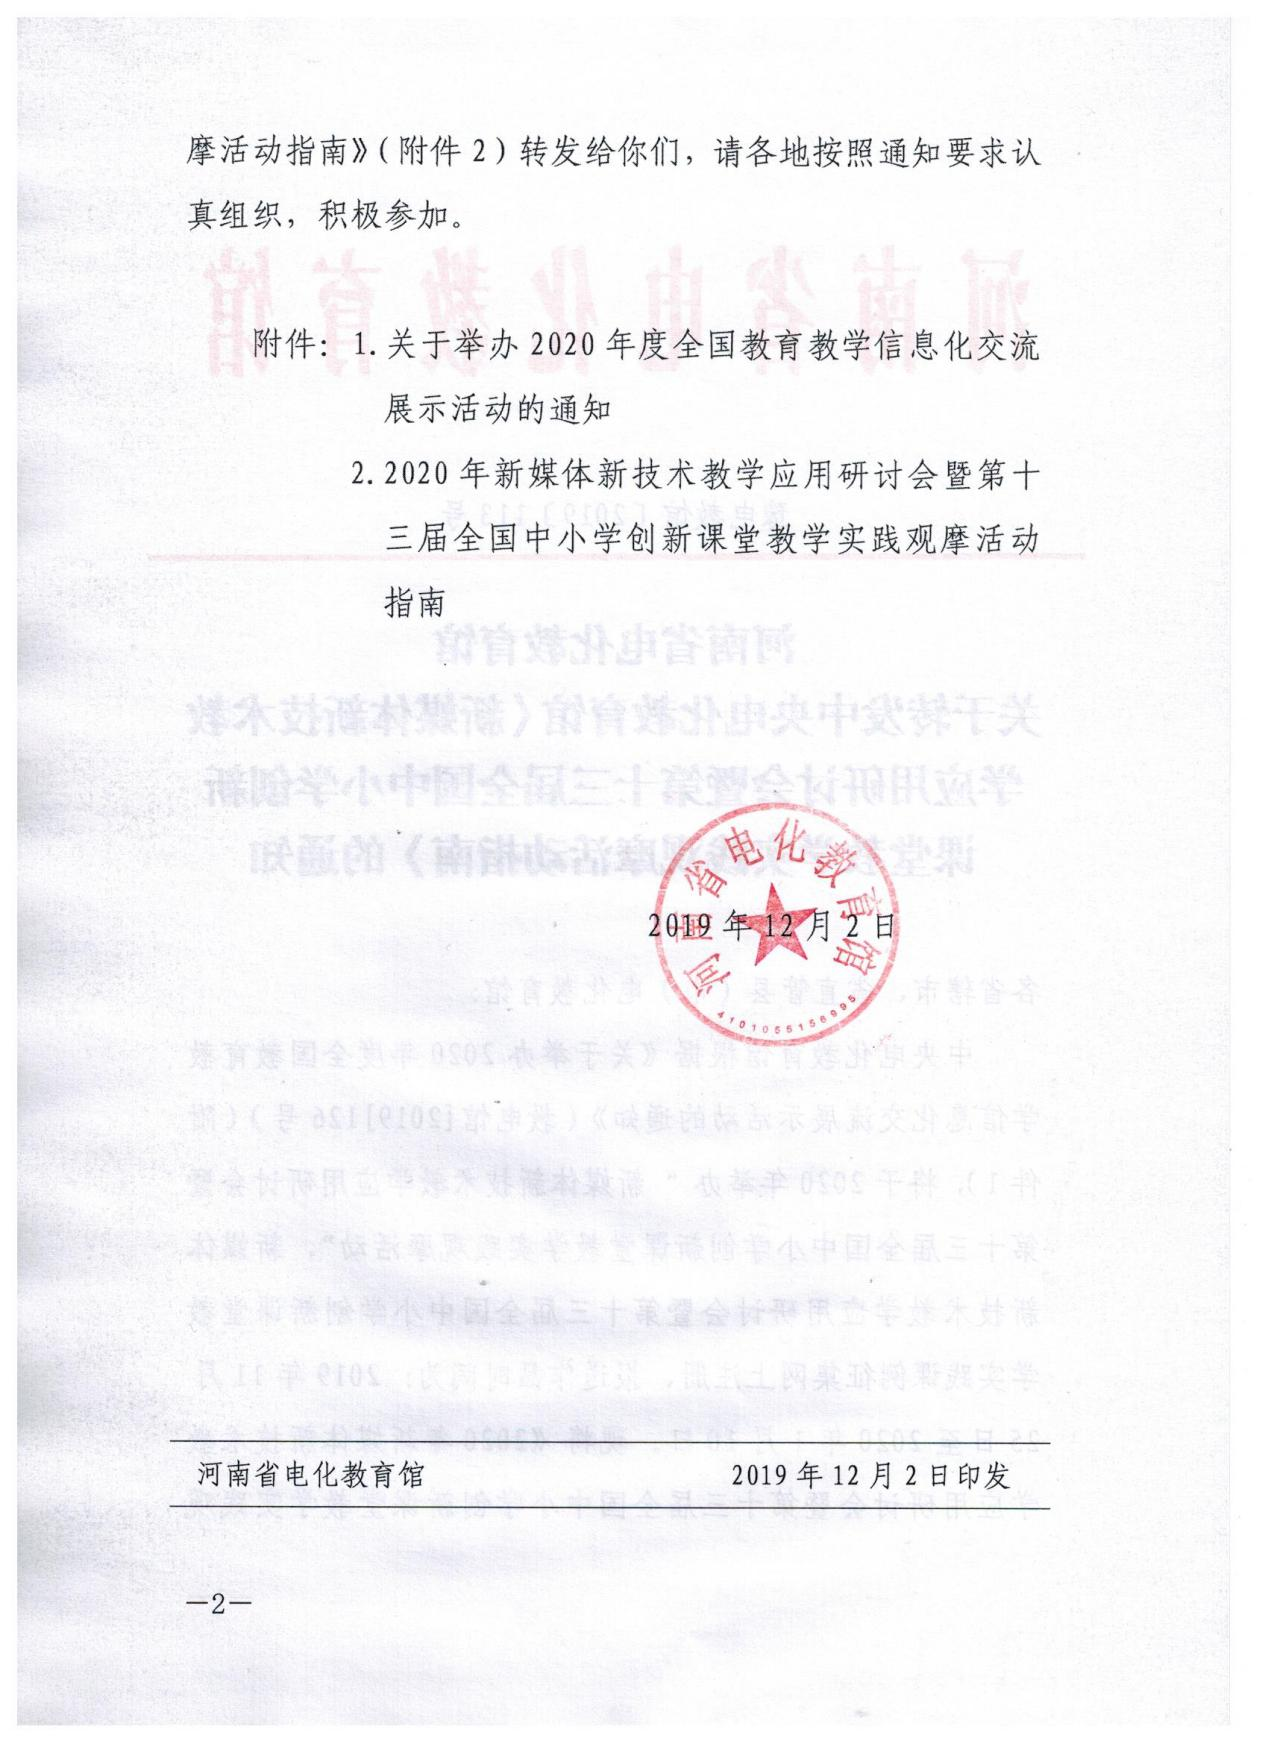 摩活动指南》（附件2）转发给你们，请各地按照通知要求认
真组织，积极参加。
附件：1.关于举办2020年度全国教育教学信息化交流
展示活动的通知
2.2020年新媒体新技术教学应用研讨会暨第十
三届全国中小学创新课堂教学实践观摩活动
指南
河南省电化教育馆
2019年12月2日
4101055156995
河南省电化教育馆 2019年12月2日印发
—2—